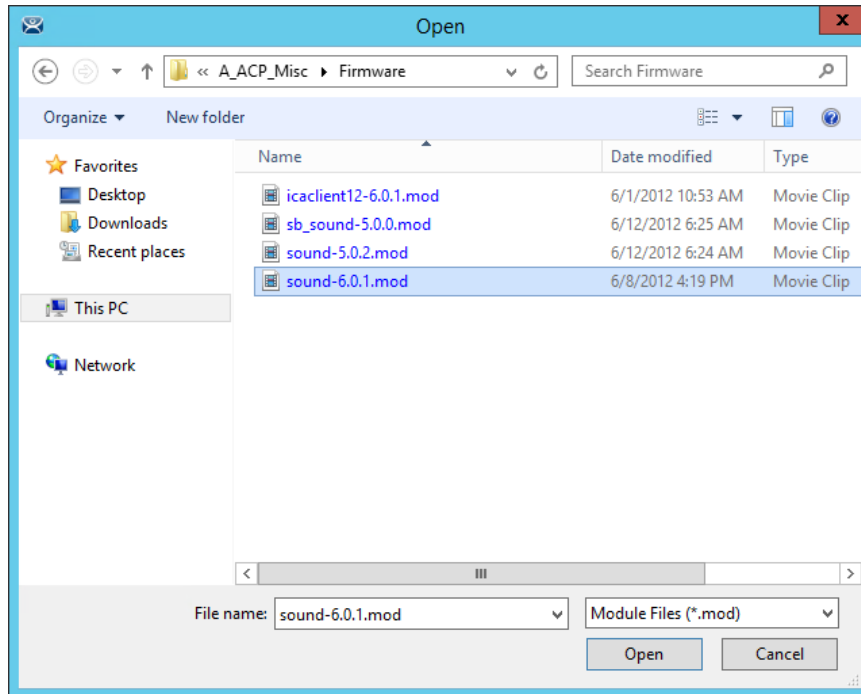 Open
x
« A_ACP_Misc ▸ Firmware
Search Firmware
Organize
New folder
Name
Date modified
Type
Favorites
Desktop
Downloads
Recent places
This PC
Network
icaclient12-6.0.1.mod 6/1/2012 10:53 AM Movie Clip
sb_sound-5.0.0.mod 6/12/2012 6:25 AM Movie Clip
sound-5.0.2.mod 6/12/2012 6:24 AM Movie Clip
sound-6.0.1.mod 6/8/2012 4:19 PM Movie Clip
File name: sound-6.0.1.mod
Module Files (*.mod)
Open
Cancel